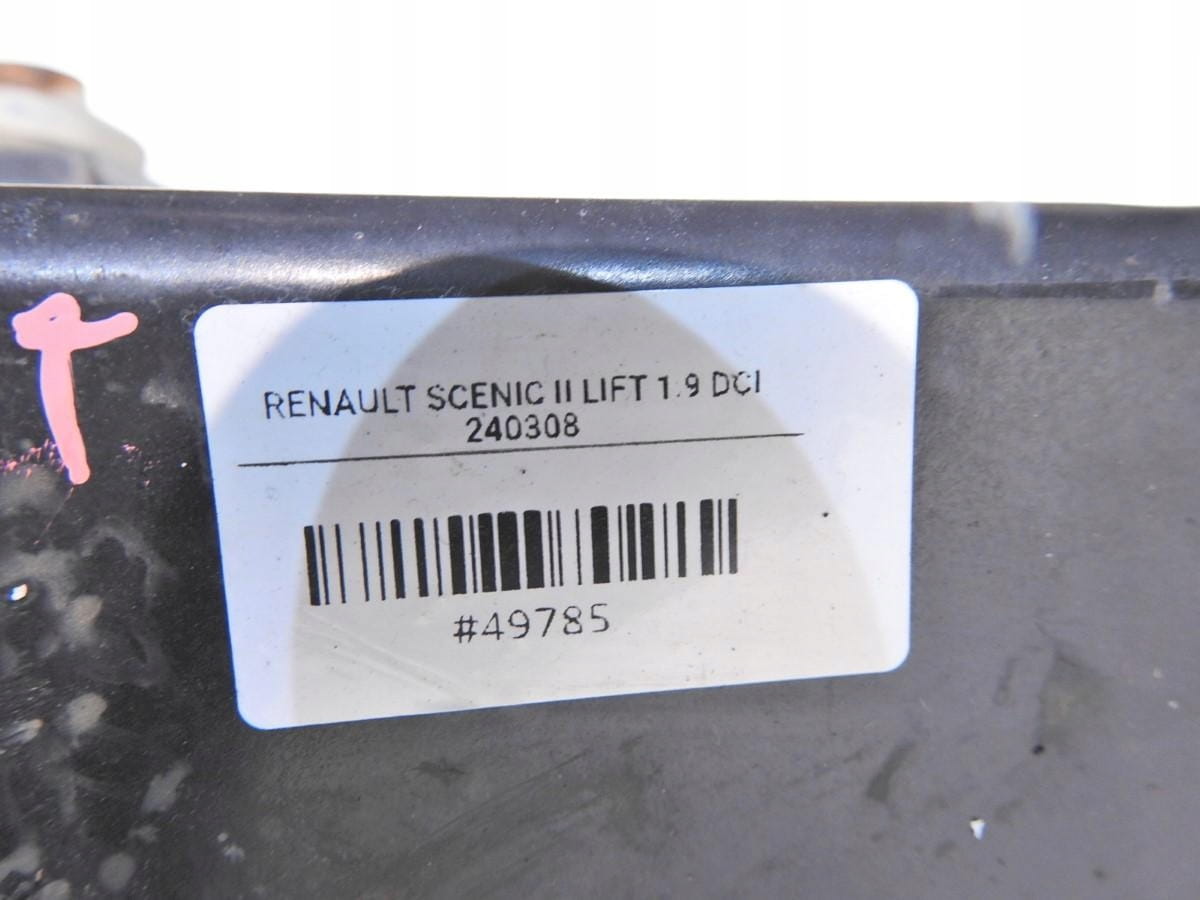 RENAULT SCENIC II LIFT 1.9 DCI
240308
#49785